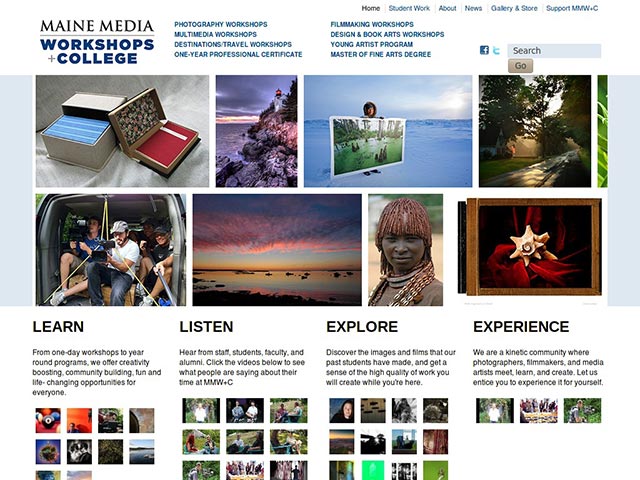 Home Student Work About News Gallery & Store Support MMW+C
MAINE MEDIA
WORKSHOPS
+COLLEGE
PHOTOGRAPHY WORKSHOPS
MULTIMEDIA WORKSHOPS
DESTINATIONS/TRAVEL WORKSHOPS
ONE-YEAR PROFESSIONAL CERTIFICATE
FILMMAKING WORKSHOPS
DESIGN & BOOK ARTS WORKSHOPS
YOUNG ARTIST PROGRAM
MASTER OF FINE ARTS DEGREE
Search
Go
LEARN
From one-day workshops to year
round programs, we offer creativity
boosting, community building, fun and
life- changing opportunities for
everyone.
LISTEN
Hear from staff, students, faculty, and
alumni. Click the videos below to see
what people are saying about their
time at MMW+C
EXPLORE
Discover the images and films that our
past students have made, and get a
sense of the high quality of work you
will create while you're here.
EXPERIENCE
We are a kinetic community where
photographers, filmmakers, and media
artists meet, learn, and create. Let us
entice you to experience it for yourself.